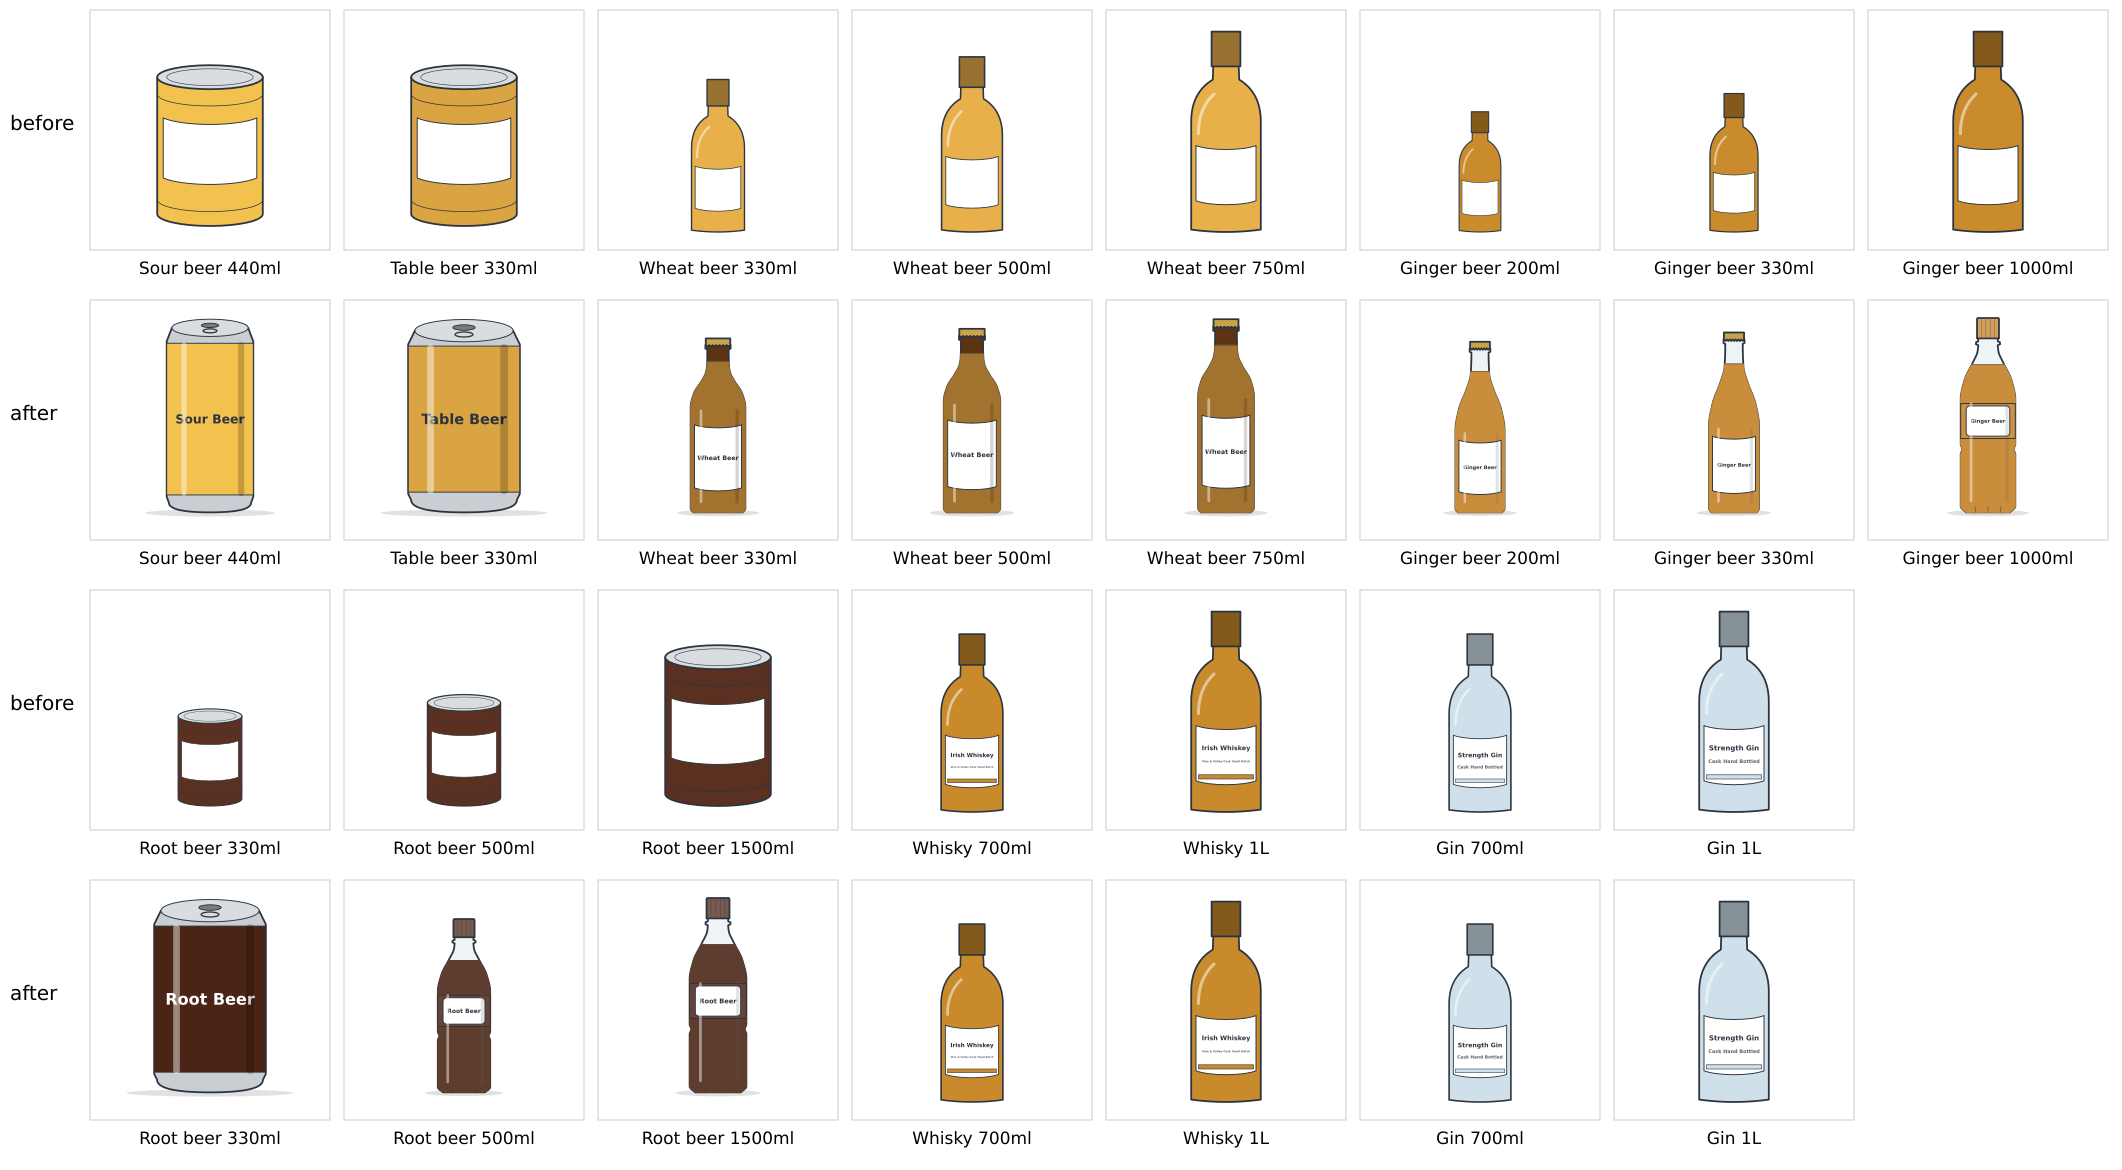 before
Sour beer 440ml
Table beer 330ml
Wheat beer 330ml
Wheat beer 500ml
Wheat beer 750ml
Ginger beer 200ml
Ginger beer 330ml
Ginger beer 1000ml
after
Sour Beer
Table Beer
Wheat Beer
Wheat Beer
Wheat Beer
Ginger Beer
Ginger Beer
Ginger Beer
Sour beer 440ml
Table beer 330ml
Wheat beer 330ml
Wheat beer 500ml
Wheat beer 750ml
Ginger beer 200ml
Ginger beer 330ml
Ginger beer 1000ml
before
Irish Whiskey
Irish Whiskey
Strength Gin
Cask Hand Bottled
Strength Gin
Cask Hand Bottled
Root beer 330ml
Root beer 500ml
Root beer 1500ml
Whisky 700ml
Whisky 1L
Gin 700ml
Gin 1L
after
Root Beer
Root Beer
Root Beer
Irish Whiskey
Irish Whiskey
Strength Gin
Cask Hand Bottled
Strength Gin
Cask Hand Bottled
Root beer 330ml
Root beer 500ml
Root beer 1500ml
Whisky 700ml
Whisky 1L
Gin 700ml
Gin 1L